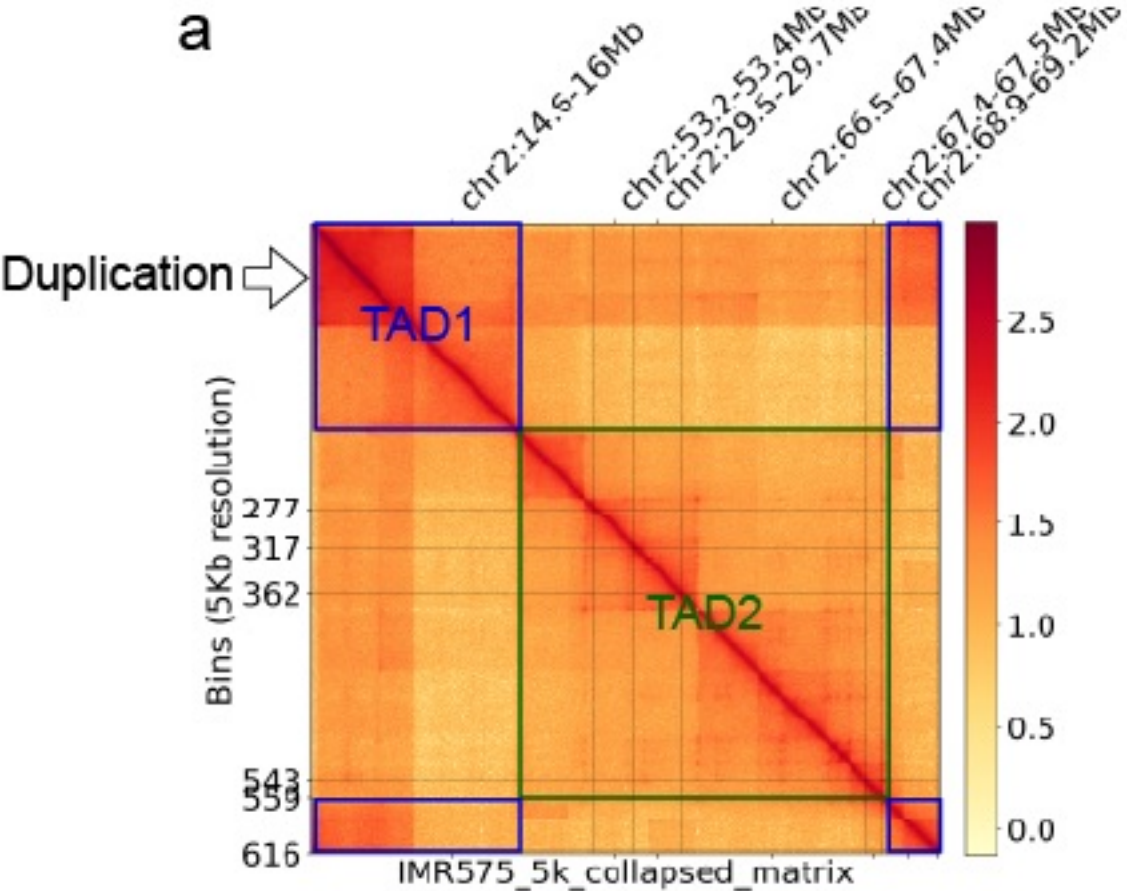 a
chr2:14.s-16Mb
chr2:53.2-53.4Mb
chr2:29.5-29.7Mb
chr2:66.5-67.4Mb
chr2:67.4-67.5Mb
chr2:68.9-69.2Mb
Duplication
TAD1
TAD2
Bins (5Kb resolution)
277
317
362
543
559
616
IMR575_5k_collapsed_matrix
2.5
2.0
1.5
1.0
0.5
0.0